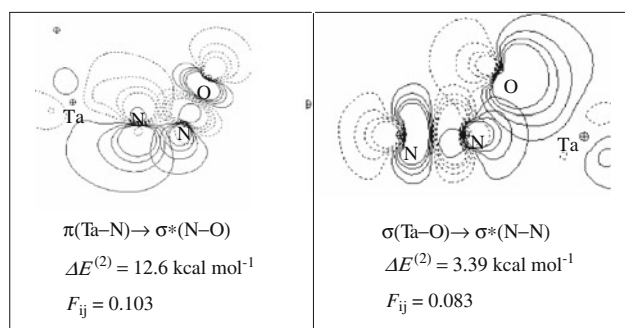 Ta
N
N
O
π(Ta–N)→ σ*(N–O)
ΔE(2) = 12.6 kcal mol-1
Fij = 0.103
N
N
O
Ta
σ(Ta–O)→ σ*(N–N)
ΔE(2) = 3.39 kcal mol-1
Fij = 0.083